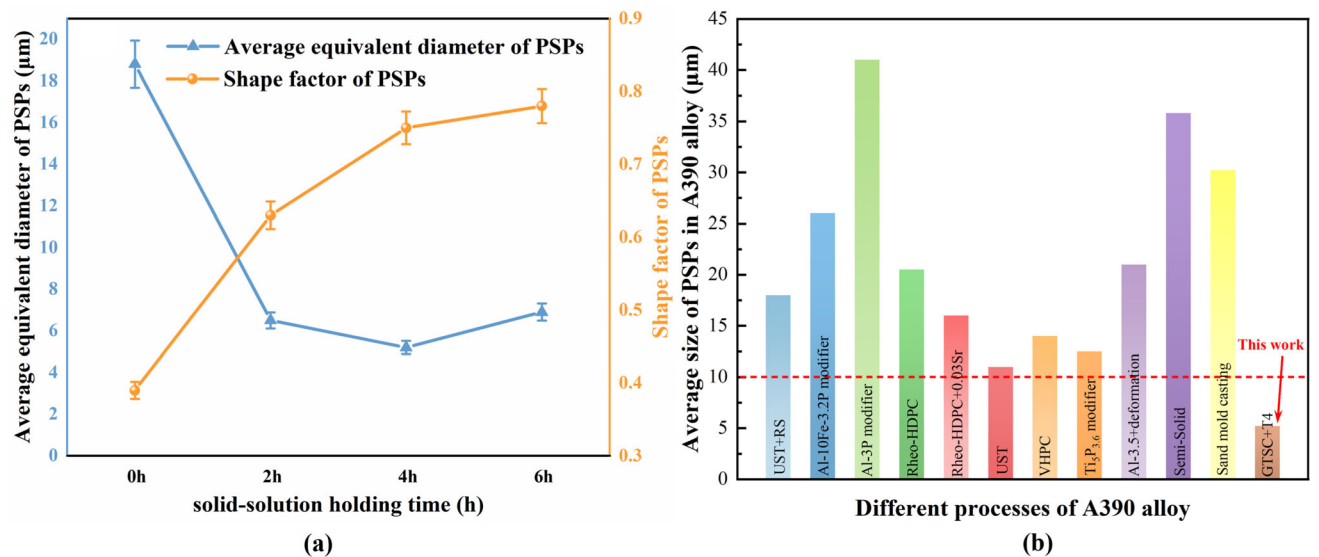 Average equivalent diameter of PSPs (μm)
20
18
16
14
12
10
8
6
4
2
0
Average equivalent diameter of PSPs
Shape factor of PSPs
0.9
0.8
0.7
0.6
0.5
0.4
0.3
Shape factor of PSPs
0h
2h
4h
6h
solid-solution holding time (h)
(a)
Average size of PSPs in A390 alloy (μm)
45
40
35
30
25
20
15
10
5
0
UST+RS
Al-10Fe-3.2P modifier
Al-3P modifier
Rheo-HDPC
Rheo-HDPC+0.03Sr
UST
VHPC
Ti5P3.6 modifier
Al-3.5+deformation
Semi-Solid
Sand mold casting
GTSC+T4
This work
Different processes of A390 alloy
(b)